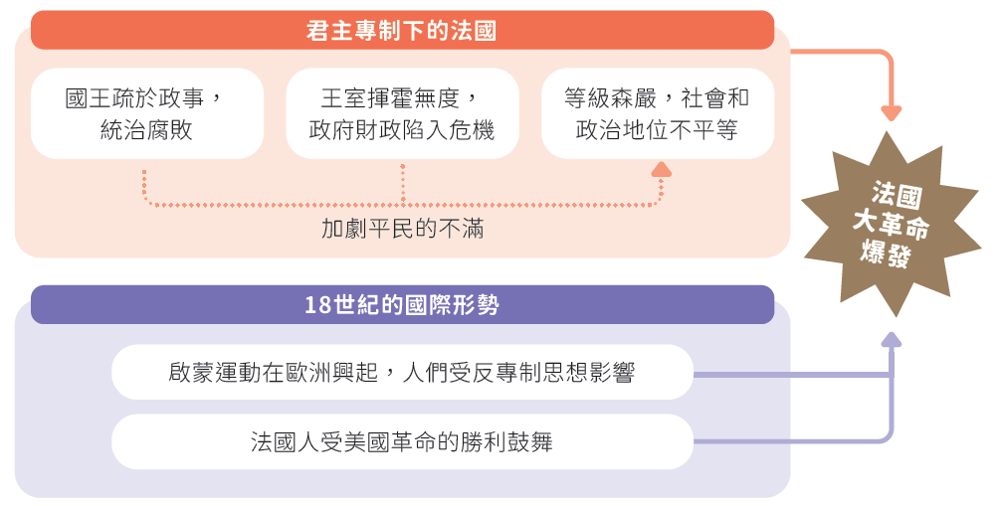 君主專制下的法國
國王疏於政事，
統治腐敗
王室揮霍無度，
政府財政陷入危機
等級森嚴，社會和
政治地位不平等
加劇平民的不滿
法國
大革命
爆發
18世紀的國際形勢
啟蒙運動在歐洲興起，人們受反專制思想影響
法國人受美國革命的勝利鼓舞